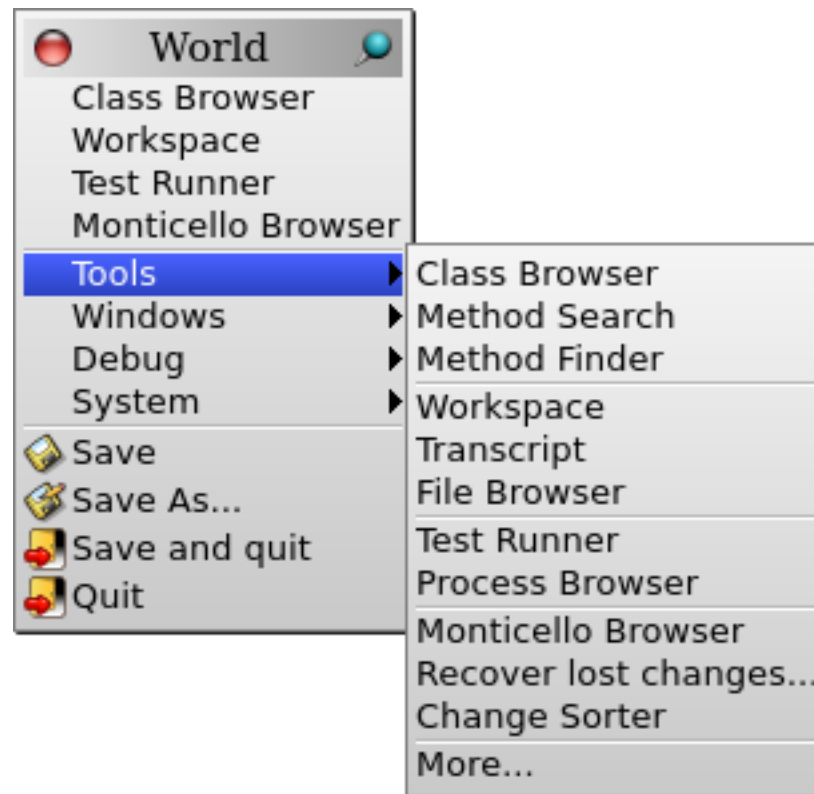 World
Class Browser
Workspace
Test Runner
Monticello Browser
Tools
Windows
Debug
System
Save
Save As...
Save and quit
Quit
Class Browser
Method Search
Method Finder
Workspace
Transcript
File Browser
Test Runner
Process Browser
Monticello Browser
Recover lost changes...
Change Sorter
More...